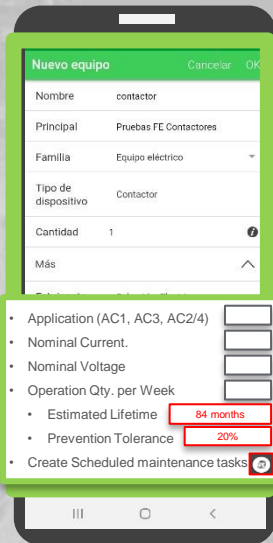 Nuevo equipo Cancelar OK
Nombre contactor
Principal Pruebas FE Contactores
Familia Equipo eléctrico
Tipo de
dispositivo Contactor
Cantidad 1
Más
• Application (AC1, AC3, AC2/4)
• Nominal Current.
• Nominal Voltage
• Operation Qty. per Week
• Estimated Lifetime 84 months
• Prevention Tolerance 20%
• Create Scheduled maintenance tasks